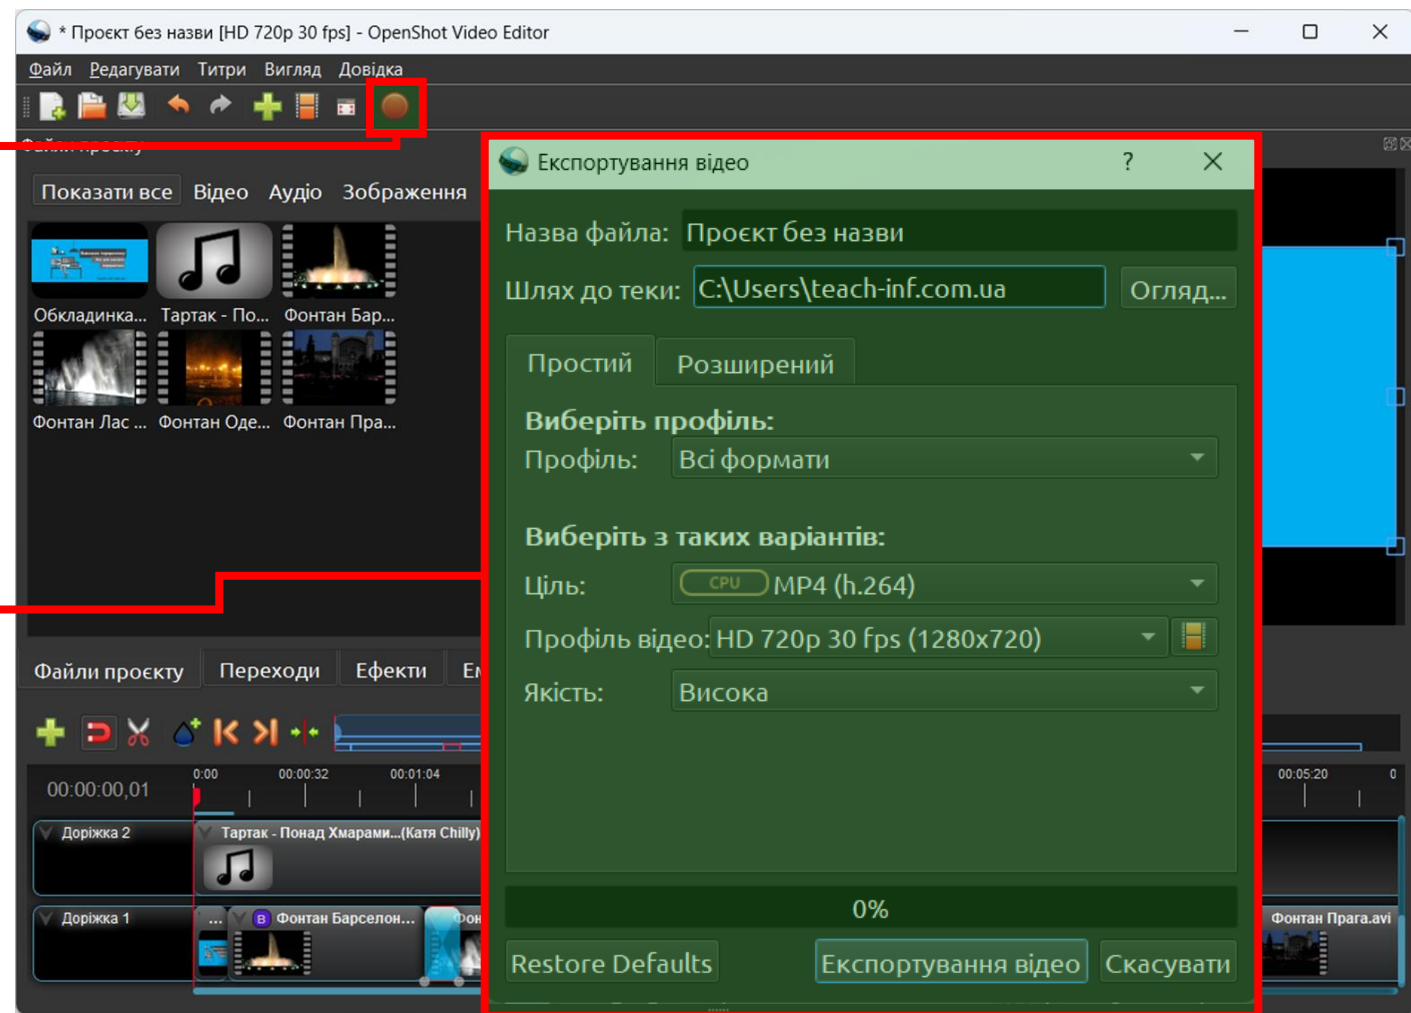 * Проєкт без назви [HD 720p 30 fps] - OpenShot Video Editor
Файл Редагувати Титри Вигляд Довідка
Файли проєкту
Показати все Відео Аудіо Зображення
Обкладинка... Тартак - По... Фонтан Бар...
Фонтан Лас ... Фонтан Оде... Фонтан Пра...
Файли проєкту Переходи Ефекти
Експортування відео ?
Назва файла: Проєкт без назви
Шлях до теки: C:\Users\teach-inf.com.ua Огляд...
Простий Розширений
Виберіть профіль:
Профіль: Всі формати
Виберіть з таких варіантів:
Ціль: CPU MP4 (h.264)
Профіль відео: HD 720p 30 fps (1280x720)
Якість: Висока
0%
Restore Defaults Експортування відео Скасувати
00:00:00,01 0:00 00:00:32 00:01:04 00:05:20 0
Доріжка 2 Тартак - Понад Хмарами...(Катя Chilly)
Доріжка 1 ... B Фонтан Барселон... Фон Фонтан Прага.avi